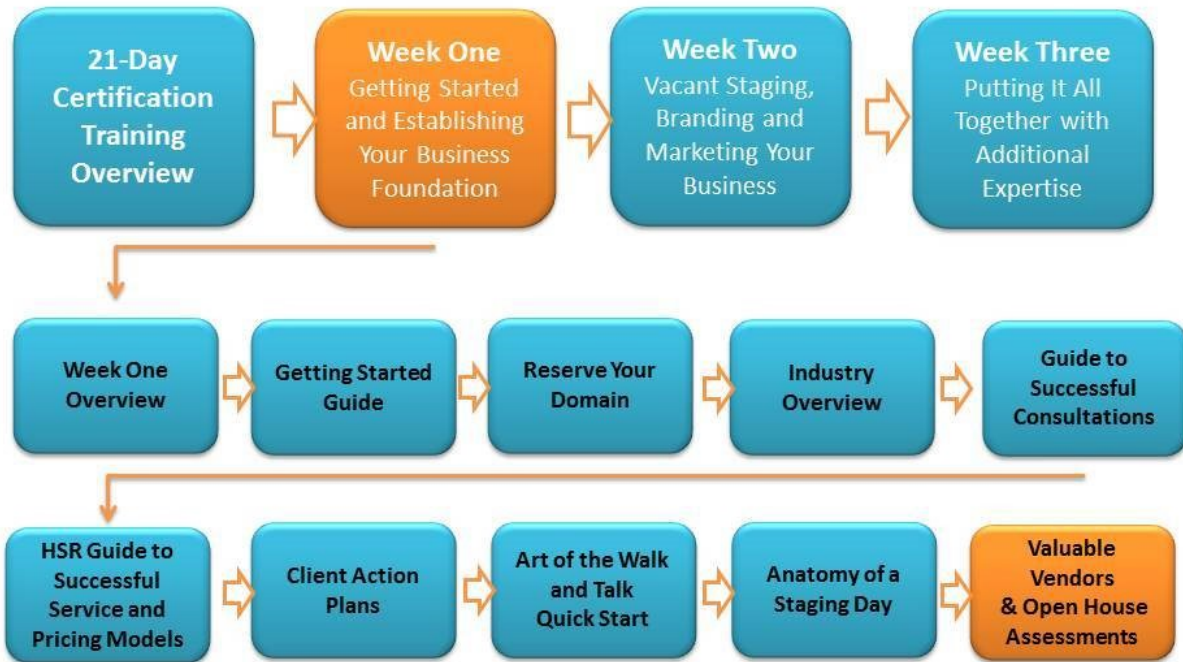 21-Day
Certification
Training
Overview
Week One
Getting Started
and Establishing
Your Business
Foundation
Week Two
Vacant Staging,
Branding and
Marketing Your
Business
Week Three
Putting It All
Together with
Additional
Expertise
Week One
Overview
Getting Started
Guide
Reserve Your
Domain
Industry
Overview
Guide to
Successful
Consultations
HSR Guide to
Successful
Service and
Pricing Models
Client Action
Plans
Art of the Walk
and Talk
Quick Start
Anatomy of a
Staging Day
Valuable
Vendors
& Open House
Assessments